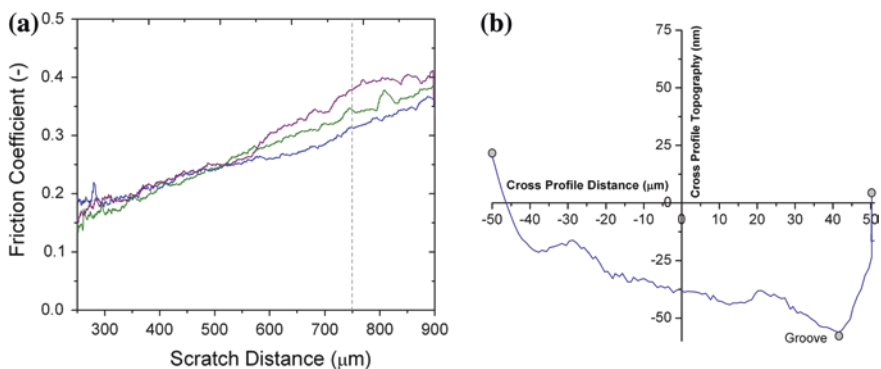 (a)
0.5
0.4
0.3
0.2
0.1
0.0
Friction Coefficient (-)
300 400 500 600 700 800 900
Scratch Distance (μm)
(b)
75
50
25
0
-25
-50
Cross Profile Topography (nm)
Cross Profile Distance (μm)
-50 -40 -30 -20 -10 0 10 20 30 40 50
Groove